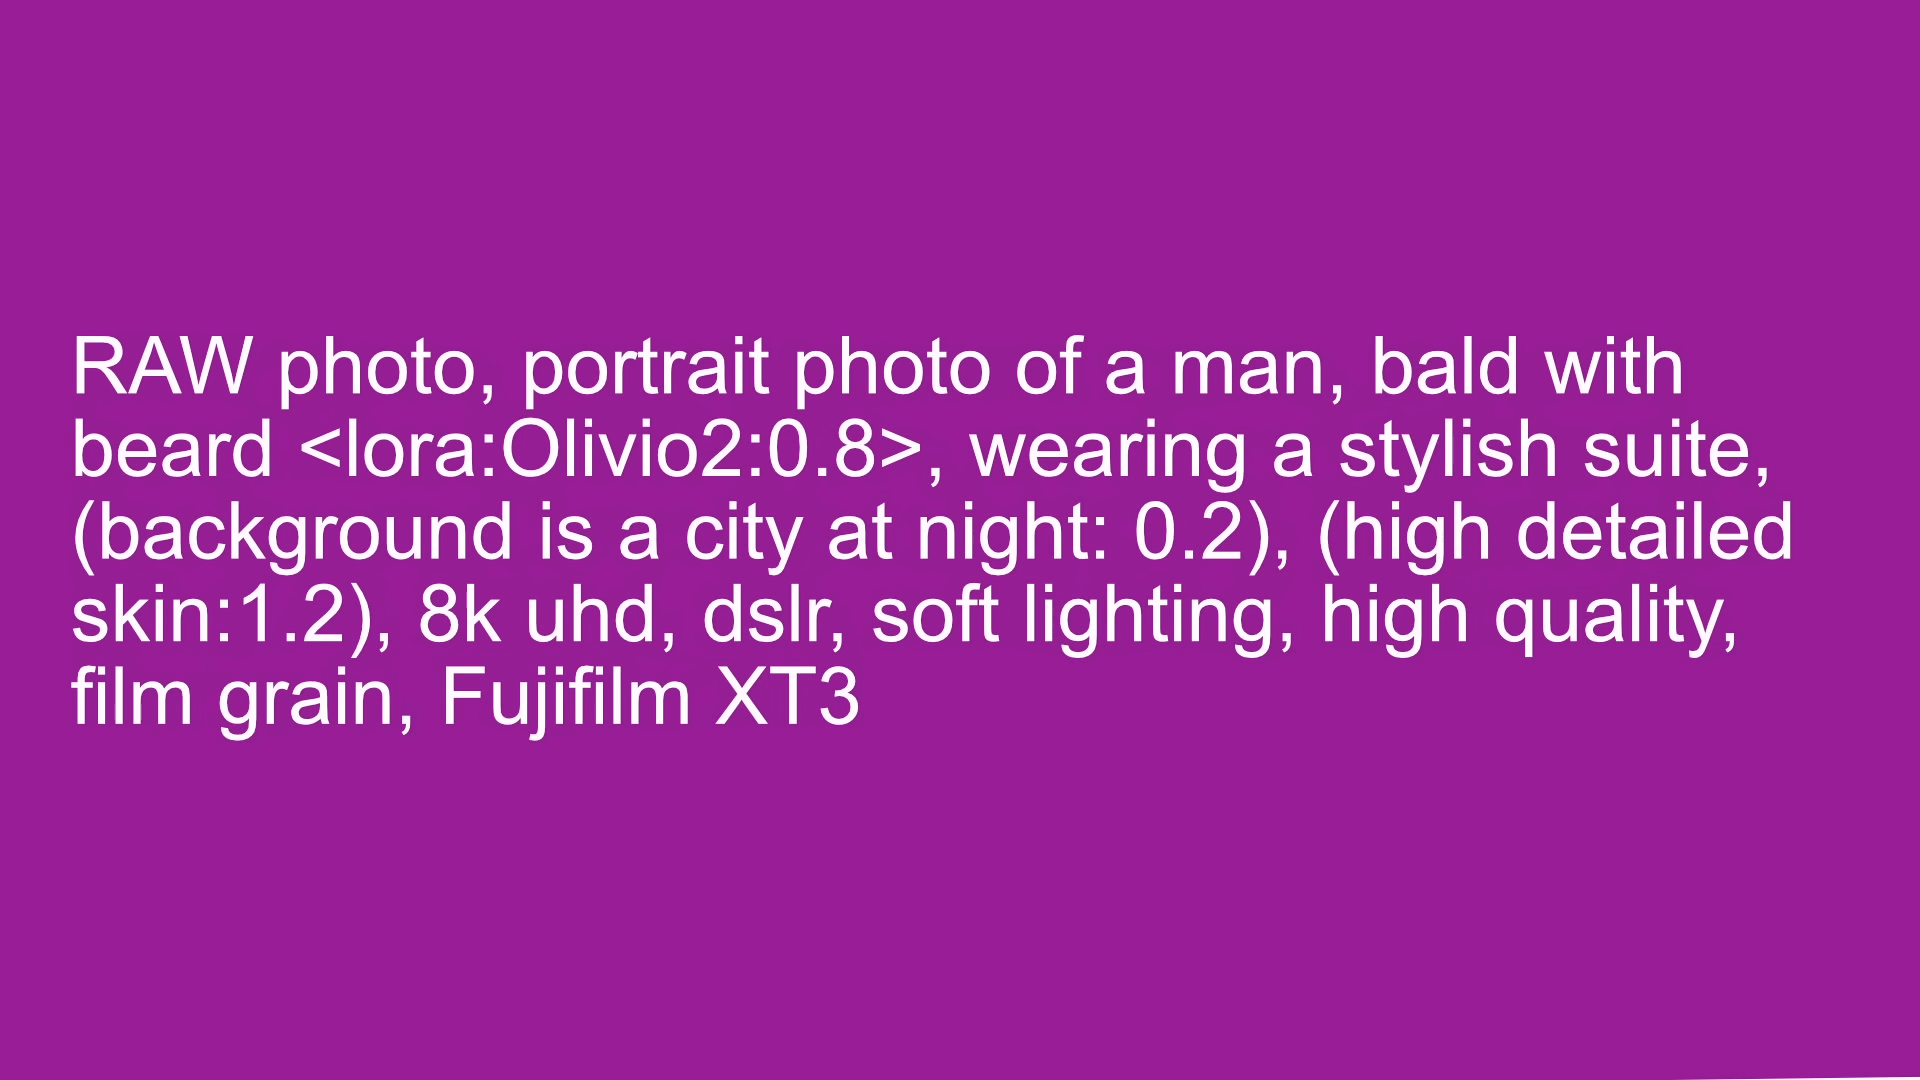 RAW photo, portrait photo of a man, bald with
beard <lora:Olivio2:0.8>, wearing a stylish suite,
(background is a city at night: 0.2), (high detailed
skin:1.2), 8k uhd, dslr, soft lighting, high quality,
film grain, Fujifilm XT3